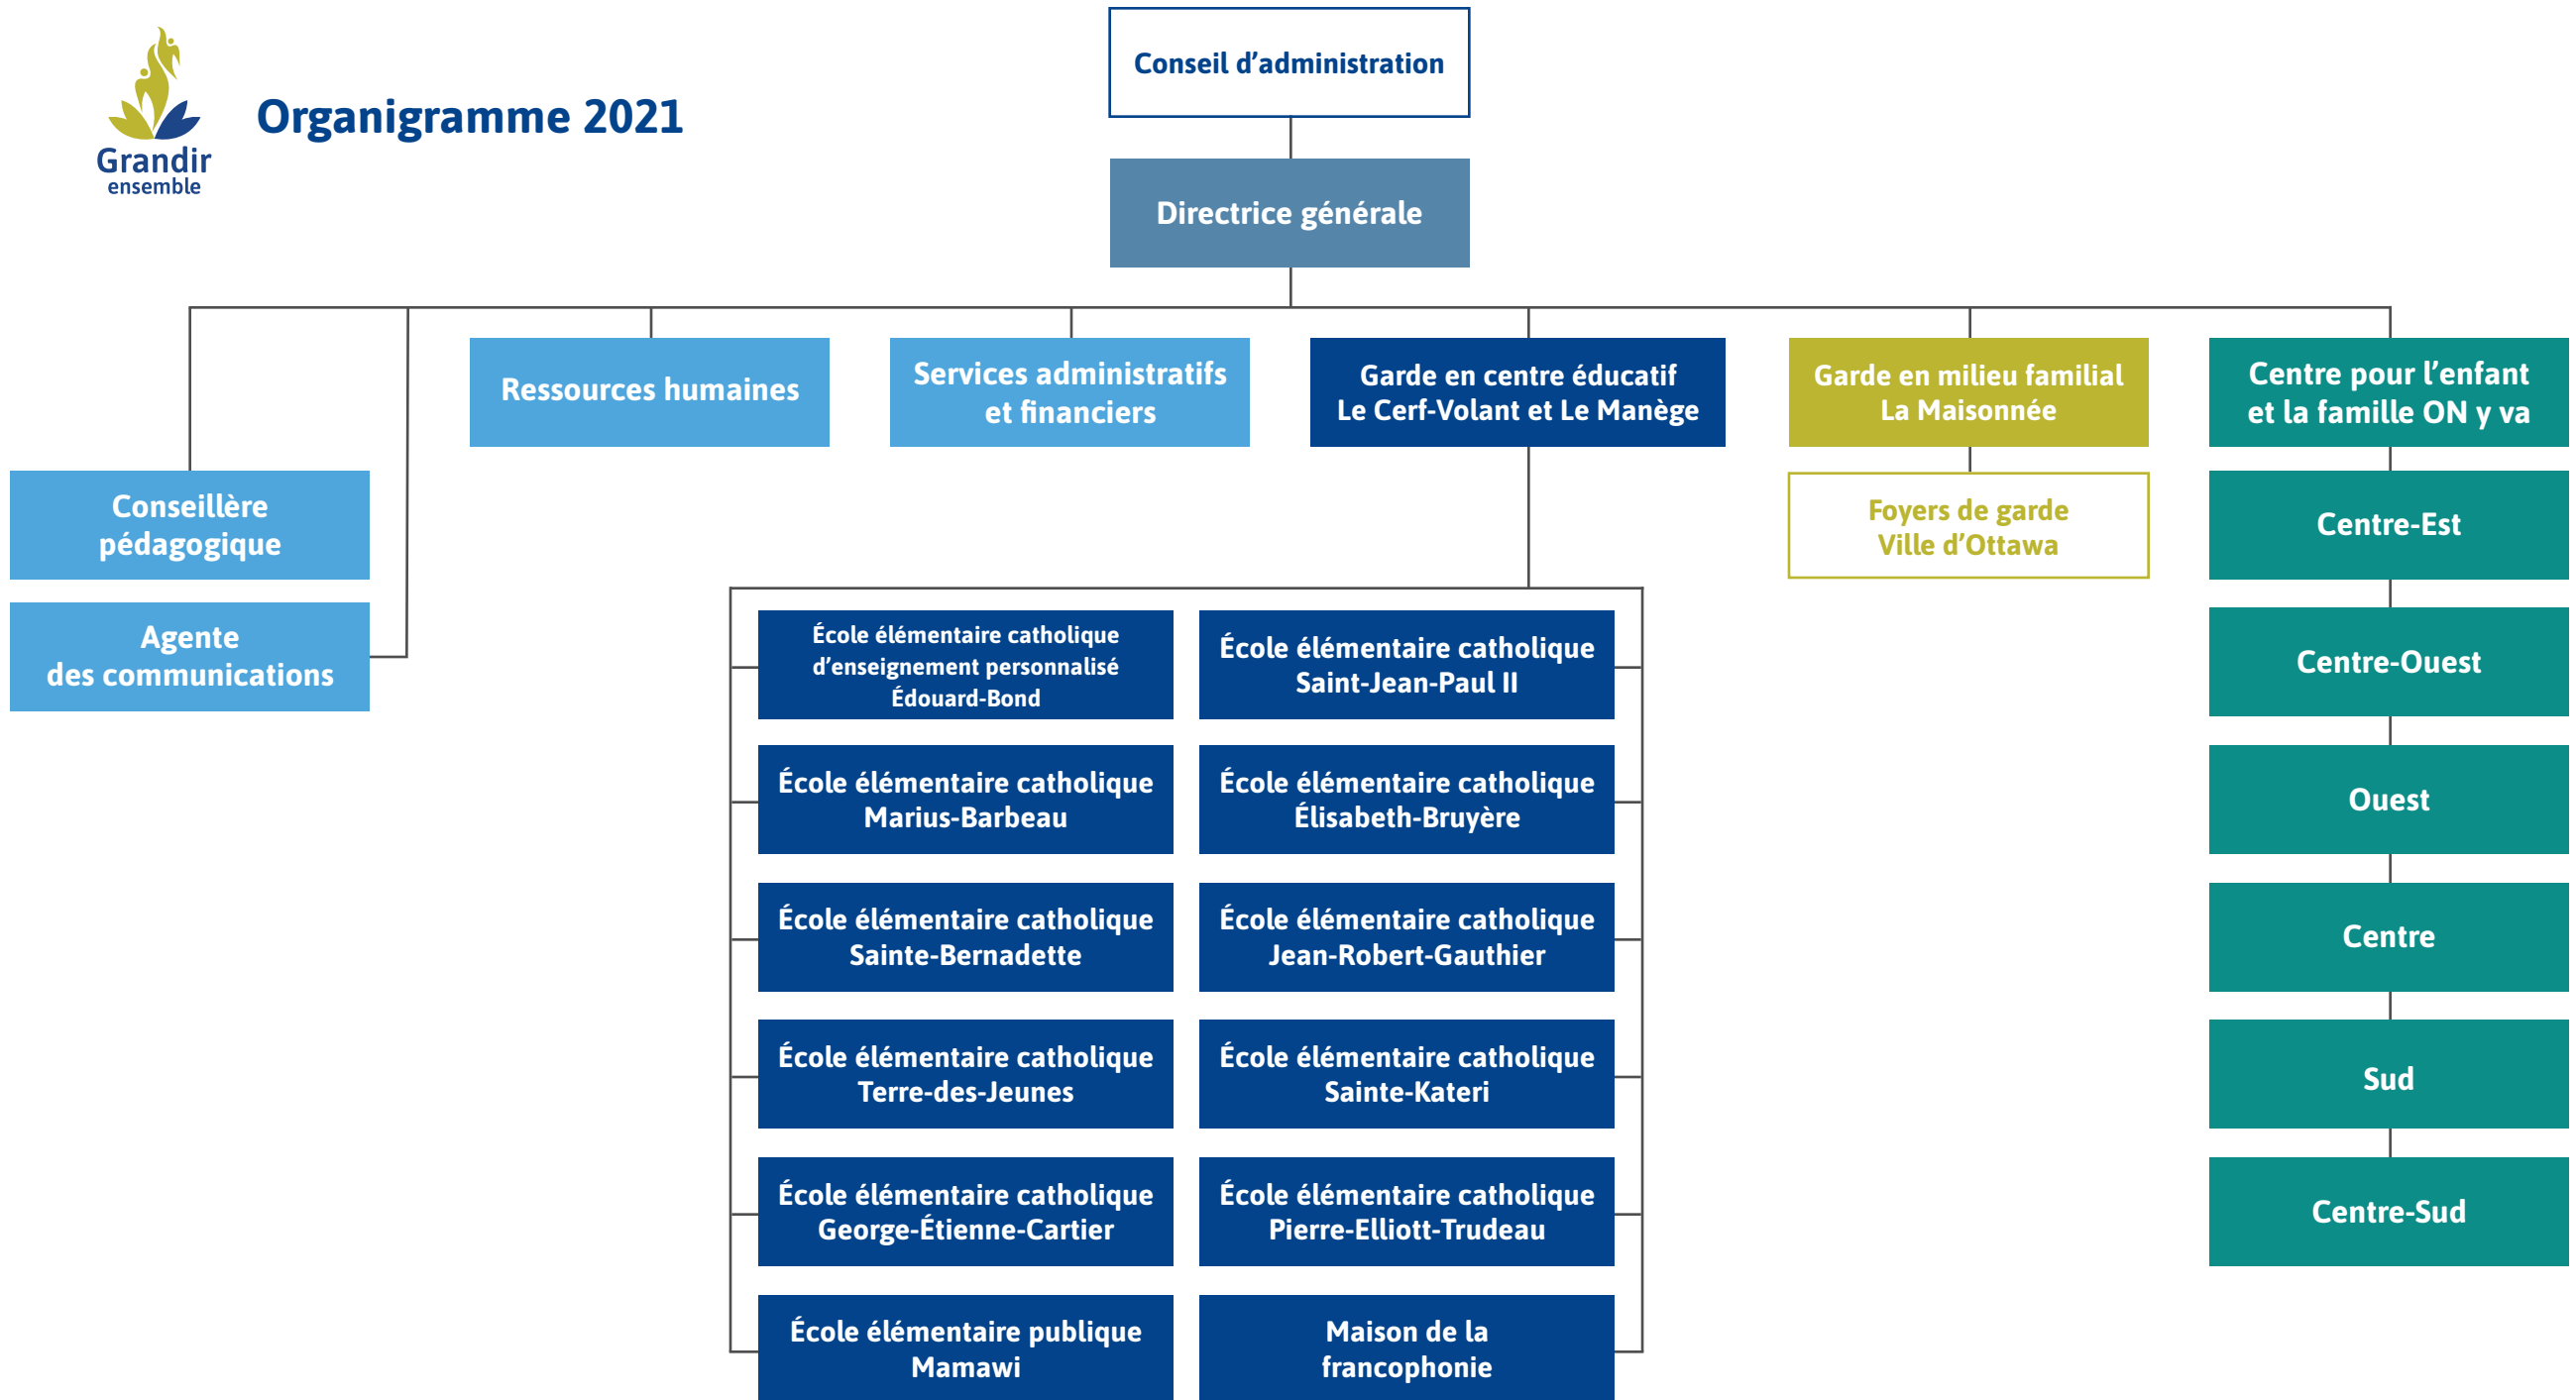 Grandir
ensemble
Organigramme 2021
Conseil d’administration
Directrice générale
Ressources humaines
Services administratifs
et financiers
Garde en centre éducatif
Le Cerf-Volant et Le Manège
Garde en milieu familial
La Maisonnée
Centre pour l’enfant
et la famille ON y va
Conseillère
pédagogique
Agente
des communications
Foyers de garde
Ville d’Ottawa
École élémentaire catholique
d’enseignement personnalisé
Édouard-Bond
École élémentaire catholique
Saint-Jean-Paul II
École élémentaire catholique
Marius-Barbeau
École élémentaire catholique
Élisabeth-Bruyère
École élémentaire catholique
Sainte-Bernadette
École élémentaire catholique
Jean-Robert-Gauthier
École élémentaire catholique
Terre-des-Jeunes
École élémentaire catholique
Sainte-Kateri
École élémentaire catholique
George-Étienne-Cartier
École élémentaire catholique
Pierre-Elliott-Trudeau
École élémentaire publique
Mamawi
Maison de la
francophonie
Centre-Est
Centre-Ouest
Ouest
Centre
Sud
Centre-Sud